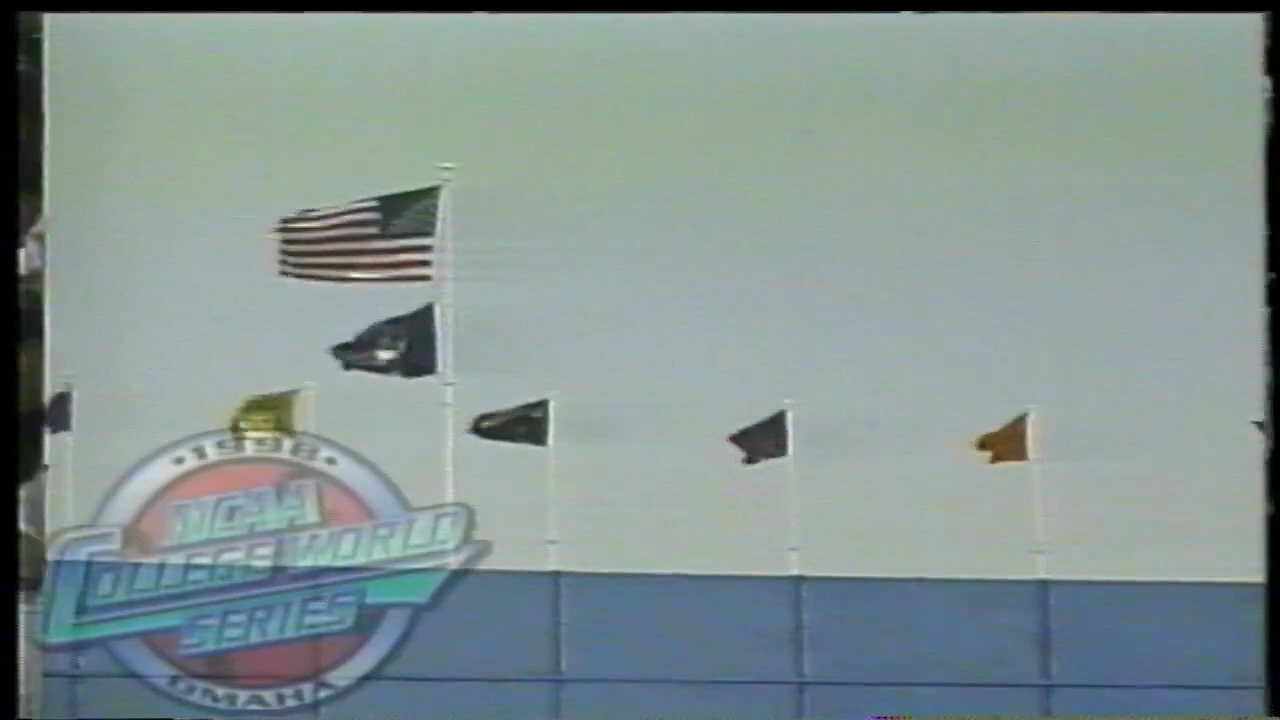 •1998•
NCAA
COLLEGE WORLD
SERIES
OMAHA